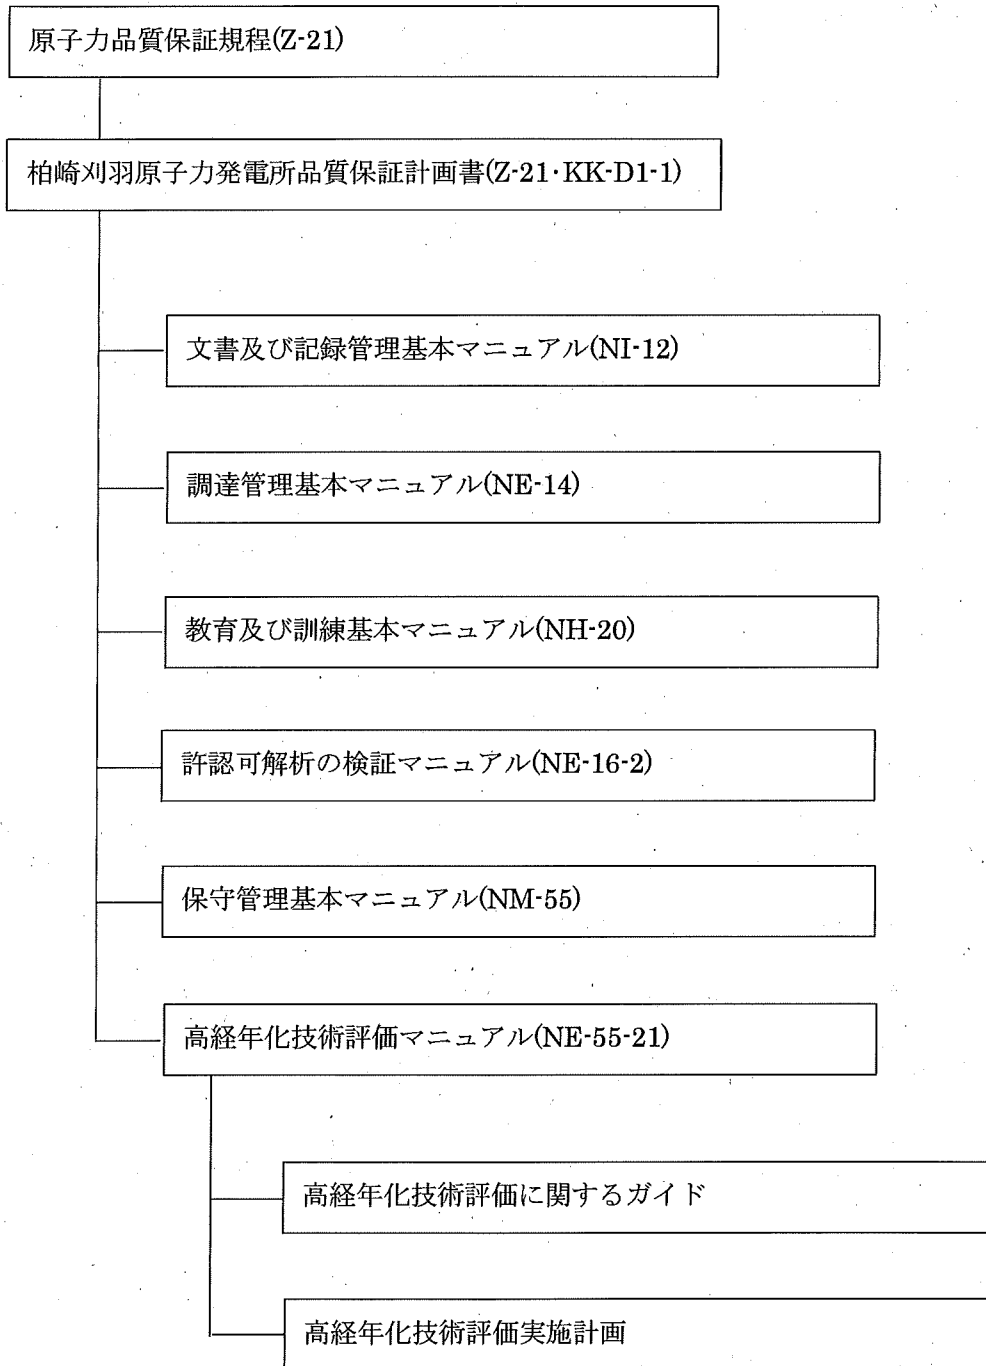 原子力品質保証規程(Z-21)
柏崎刈羽原子力発電所品質保証計画書(Z-21・KK-D1-1)
文書及び記録管理基本マニュアル(NI-12)
調達管理基本マニュアル(NE-14)
教育及び訓練基本マニュアル(NH-20)
許認可解析の検証マニュアル(NE-16-2)
保守管理基本マニュアル(NM-55)
高経年化技術評価マニュアル(NE-55-21)
高経年化技術評価に関するガイド
高経年化技術評価実施計画